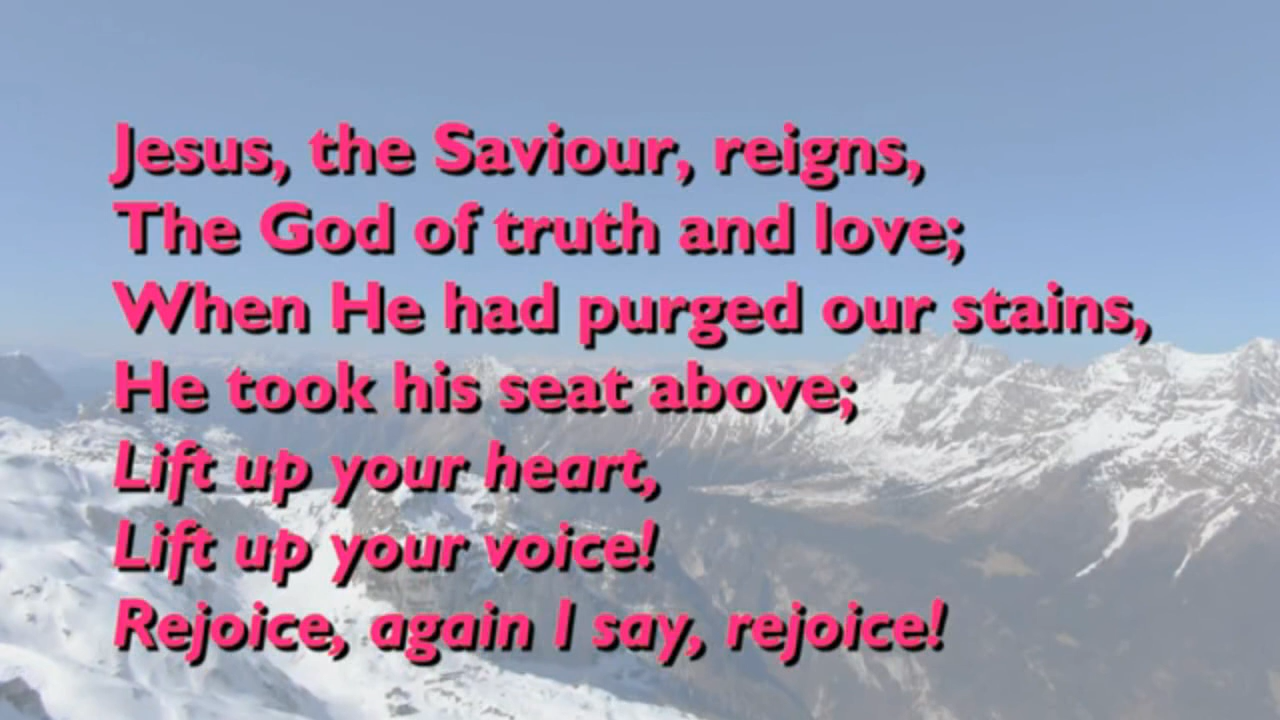 Jesus, the Saviour, reigns,
The God of truth and love;
When He had purged our stains,
He took his seat above;
Lift up your heart,
Lift up your voice!
Rejoice, again I say, rejoice!